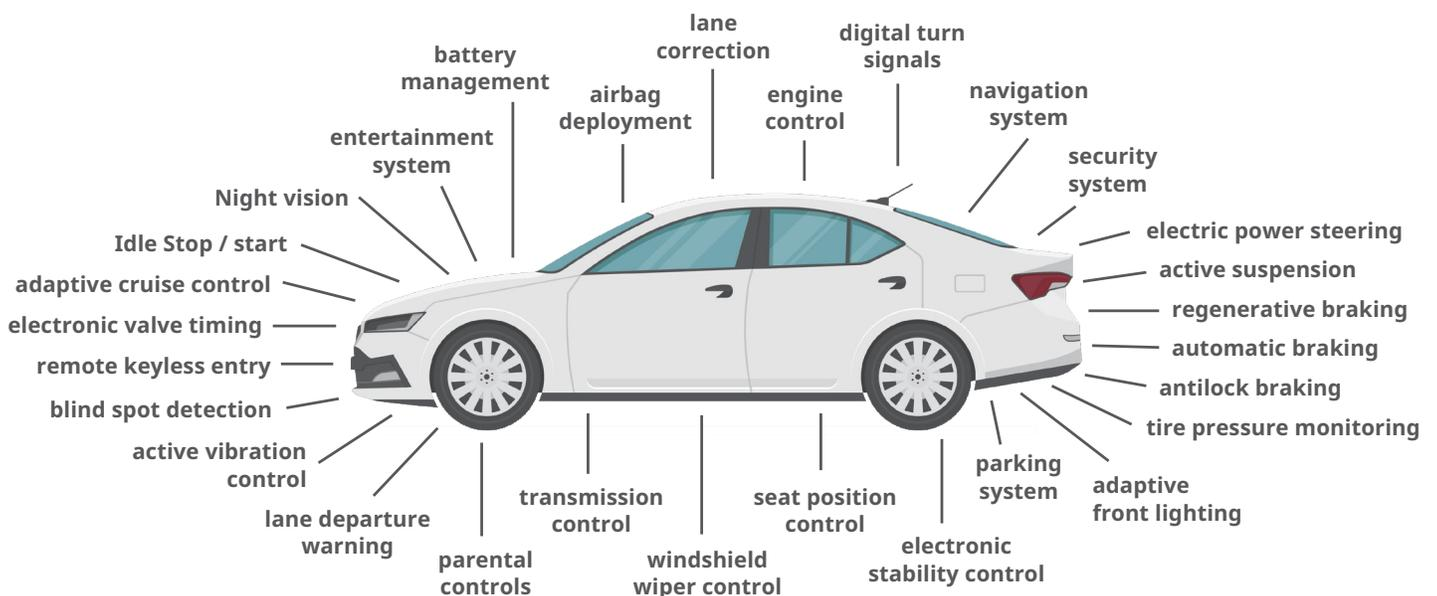 lane
correction
digital turn
signals
battery
management
airbag
deployment
engine
control
navigation
system
entertainment
system
security
system
Night vision
electric power steering
Idle Stop / start
active suspension
adaptive cruise control
regenerative braking
electronic valve timing
automatic braking
remote keyless entry
antilock braking
blind spot detection
tire pressure monitoring
active vibration
control
parking
system
adaptive
front lighting
transmission
control
seat position
control
lane departure
warning
electronic
stability control
parental
controls
windshield
wiper control